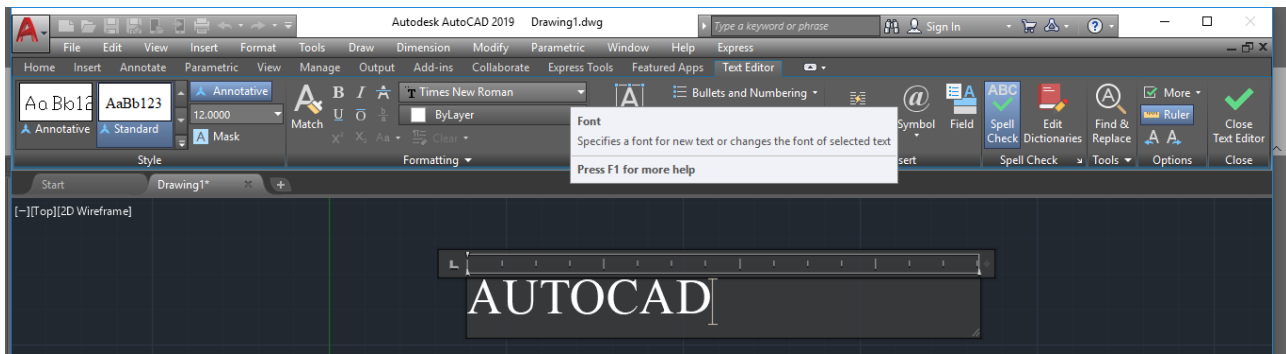 Autodesk AutoCAD 2019 Drawing1.dwg Type a keyword or phrase Sign In
File Edit View Insert Format Tools Draw Dimension Modify Parametric Window Help Express
Home Insert Annotate Parametric View Manage Output Add-ins Collaborate Express Tools Featured Apps Text Editor
Annotative B I T Times New Roman Bullets and Numbering ABC More
AaBb123 12.0000 U O ByLayer Ruler
Annotative Standard Mask Match Aa Clear Symbol Field Spell Check Edit Dictionaries Find & Replace Close Text Editor
Style Formatting sert Spell Check Tools Options Close
Font
Specifies a font for new text or changes the font of selected text
Press F1 for more help
Start Drawing1* +
[−][Top][2D Wireframe]
AUTOCAD